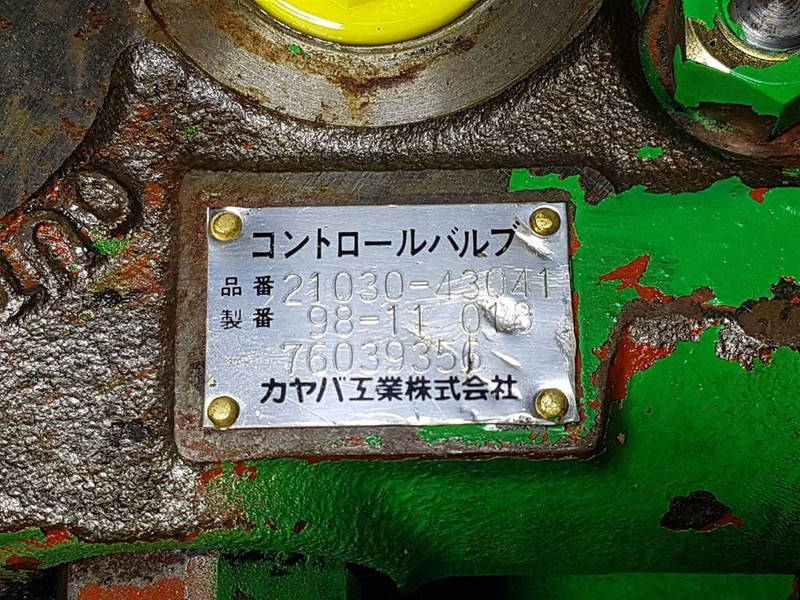 コントロールバルブ
品番 21030-43041
製番 98-11 018
76039356
カヤバ工業株式会社